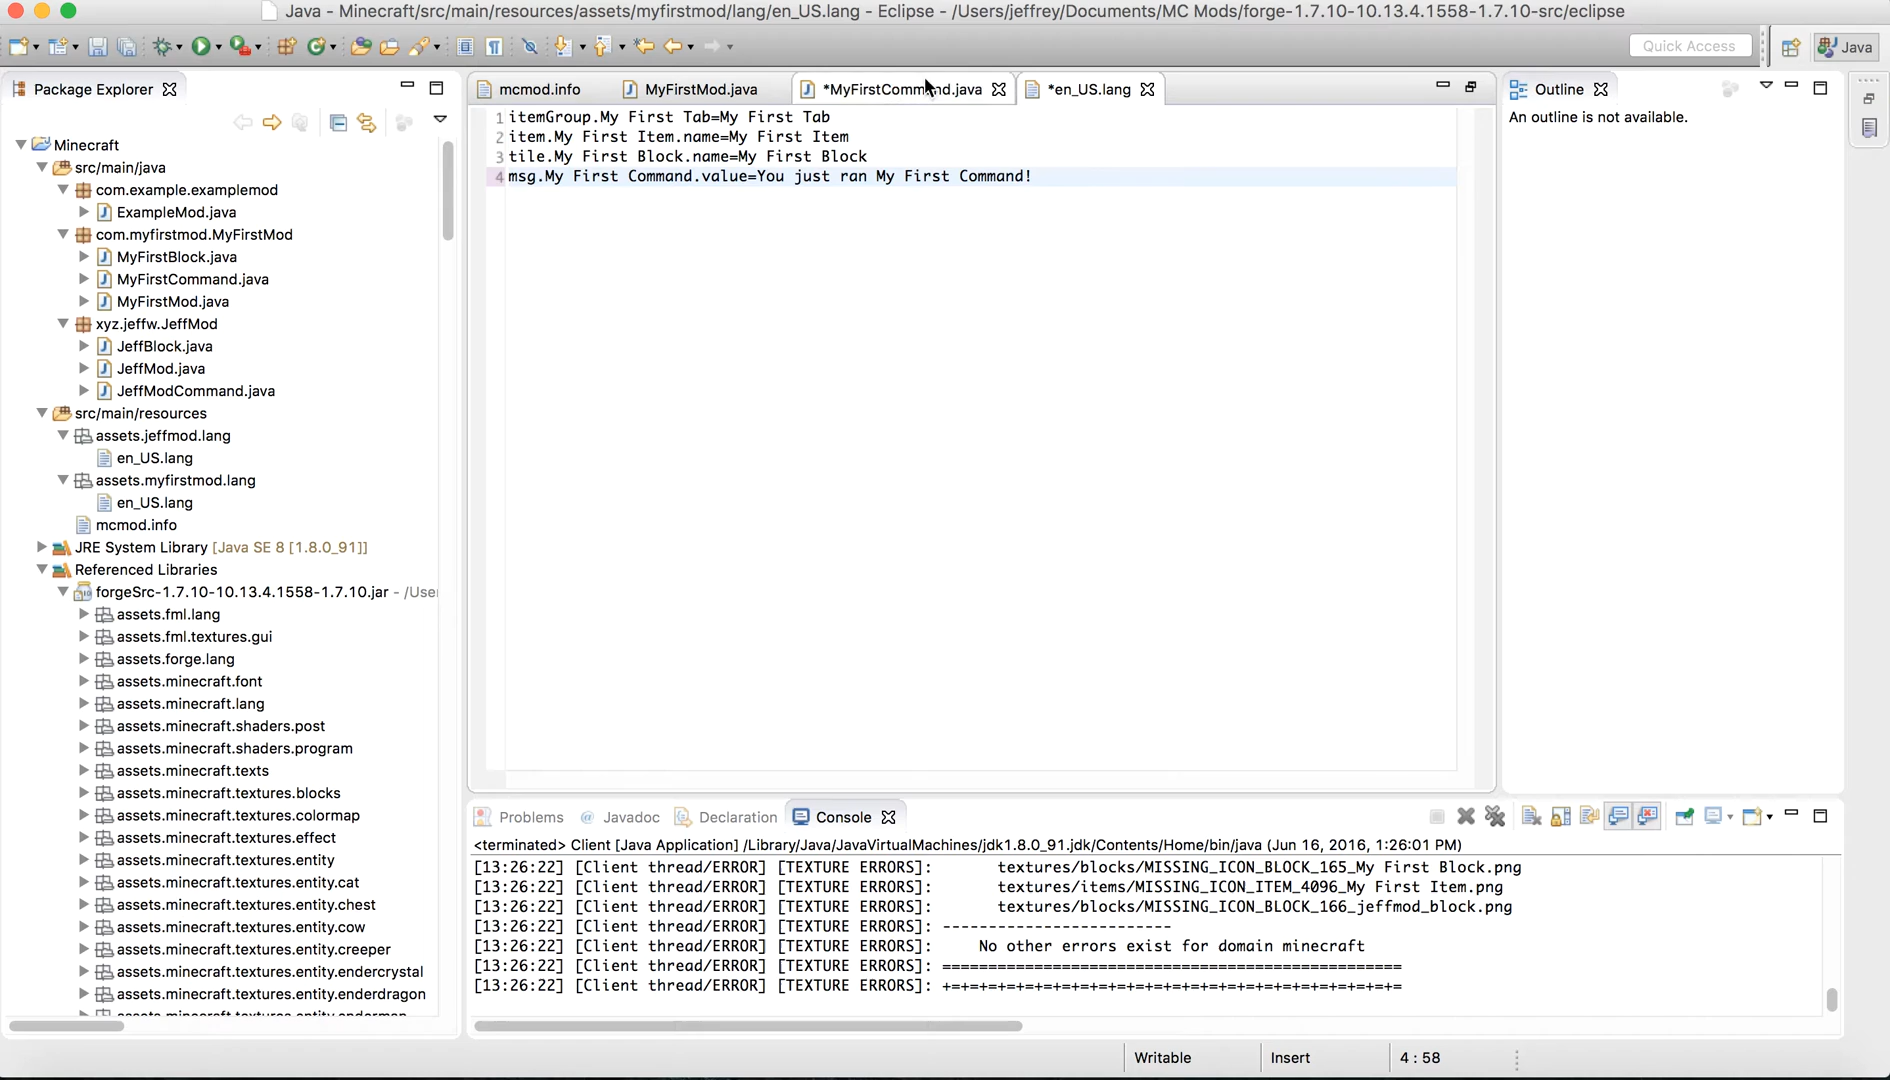 Java - Minecraft/src/main/resources/assets/myfirstmod/lang/en_US.lang - Eclipse - /Users/jeffrey/Documents/MC Mods/forge-1.7.10-10.13.4.1558-1.7.10-src/eclipse
Quick Access
Java
Package Explorer
mcmod.info
MyFirstMod.java
*MyFirstCommand.java
*en_US.lang
Outline
An outline is not available.
Minecraft
src/main/java
com.example.examplemod
ExampleMod.java
com.myfirstmod.MyFirstMod
MyFirstBlock.java
MyFirstCommand.java
MyFirstMod.java
xyz.jeffw.JeffMod
JeffBlock.java
JeffMod.java
JeffModCommand.java
src/main/resources
assets.jeffmod.lang
en_US.lang
assets.myfirstmod.lang
en_US.lang
mcmod.info
JRE System Library [Java SE 8 [1.8.0_91]]
Referenced Libraries
forgeSrc-1.7.10-10.13.4.1558-1.7.10.jar - /User
assets.fml.lang
assets.fml.textures.gui
assets.forge.lang
assets.minecraft.font
assets.minecraft.lang
assets.minecraft.shaders.post
assets.minecraft.shaders.program
assets.minecraft.texts
assets.minecraft.textures.blocks
assets.minecraft.textures.colormap
assets.minecraft.textures.effect
assets.minecraft.textures.entity
assets.minecraft.textures.entity.cat
assets.minecraft.textures.entity.chest
assets.minecraft.textures.entity.cow
assets.minecraft.textures.entity.creeper
assets.minecraft.textures.entity.endercrystal
assets.minecraft.textures.entity.enderdragon
1 itemGroup.My First Tab=My First Tab
2 item.My First Item.name=My First Item
3 tile.My First Block.name=My First Block
4 msg.My First Command.value=You just ran My First Command!
Problems
Javadoc
Declaration
Console
<terminated> Client [Java Application] /Library/Java/JavaVirtualMachines/jdk1.8.0_91.jdk/Contents/Home/bin/java (Jun 16, 2016, 1:26:01 PM)
[13:26:22] [Client thread/ERROR] [TEXTURE ERRORS]: textures/blocks/MISSING_ICON_BLOCK_165_My First Block.png
[13:26:22] [Client thread/ERROR] [TEXTURE ERRORS]: textures/items/MISSING_ICON_ITEM_4096_My First Item.png
[13:26:22] [Client thread/ERROR] [TEXTURE ERRORS]: textures/blocks/MISSING_ICON_BLOCK_166_jeffmod_block.png
[13:26:22] [Client thread/ERROR] [TEXTURE ERRORS]: -------------------------
[13:26:22] [Client thread/ERROR] [TEXTURE ERRORS]: No other errors exist for domain minecraft
[13:26:22] [Client thread/ERROR] [TEXTURE ERRORS]: ==================================================
[13:26:22] [Client thread/ERROR] [TEXTURE ERRORS]: +=+=+=+=+=+=+=+=+=+=+=+=+=+=+=+=+=+=+=+=+=+=+=+=+=
Writable
Insert
4 : 58